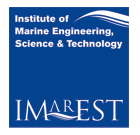 Institute of
Marine Engineering,
Science & Technology
IMAREST